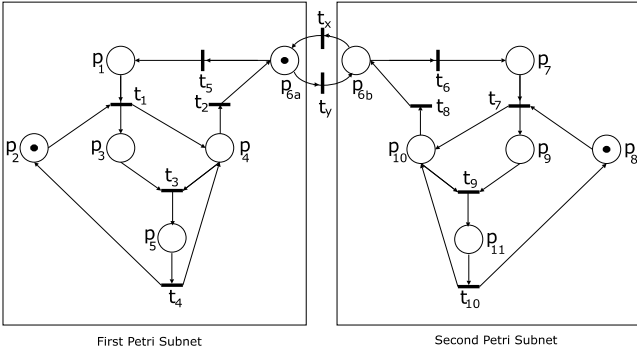 tx
p1
t1
t5
t2
p6a
ty
p6b
t6
t8
p7
t7
p2
p3
p4
t3
p5
t4
p10
p9
p8
t9
p11
t10
First Petri Subnet
Second Petri Subnet